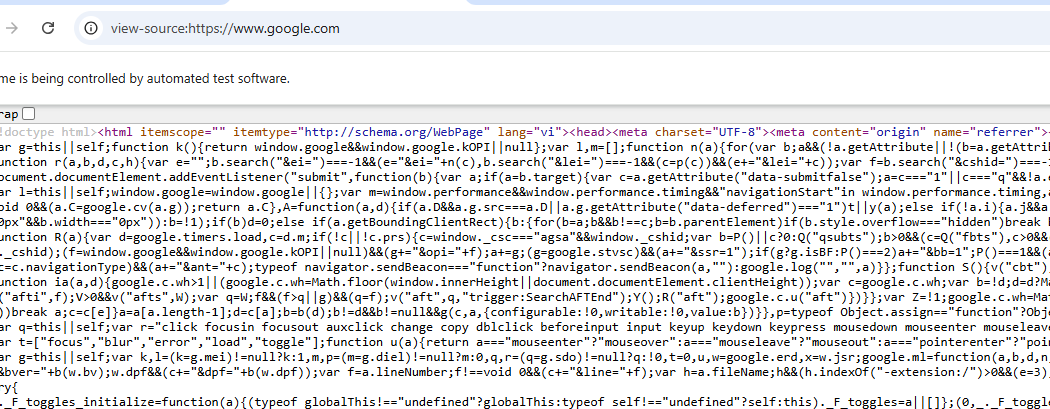 view-source:https://www.google.com
me is being controlled by automated test software.
rap
!doctype html><html itemscope="" itemtype="http://schema.org/WebPage" lang="vi"><head><meta charset="UTF-8"><meta content="origin" name="referrer"><
ar g=this||self;function k(){return window.google&&window.google.kOPI||null};var l,m=[];function n(a){for(var b;a&&(!a.getAttribute||!(b=a.getAttri
unction r(a,b,d,c,h){var e="";b.search("&ei=")===-1&&(e="&ei="+n(c),b.search("&lei=")===-1&&(c=p(c))&&(e+="&lei="+c));var f=b.search("&cshid=")===-1
ocument.documentElement.addEventListener("submit",function(b){var a;if(a=b.target){var c=a.getAttribute("data-submitfalse");a=c==="1"||c==="q"&&!a.
ar l=this||self;window.google=window.google||{};var m=window.performance&&window.performance.timing&&"navigationStart"in window.performance.timing,
oid 0&&(a.C=google.cv(a.g));return a.C},A=function(a,d){if(a.D&&a.g.src===a.D||a.g.getAttribute("data-deferred")==="1")t||y(a);else if(!a.i){a.j&&a
0px"&&b.width==="0px")):b=!1);if(b)d=0;else if(a.getBoundingClientRect){b:{for(b=a;b&&b!==c;b=b.parentElement)if(b.style.overflow==="hidden")break
unction R(a){var d=google.timers.load,c=d.m;if(!c||!c.prs){c=window._csc==="agsa"&&window._cshid;var b=P()||c?0:Q("qsubts");b>0&&(c=Q("fbts"),c>0&&
._cshid);(f=window.google&&window.google.kOPI||null)&&(g+="&opi="+f);a+=g;(g=google.stvsc)&&(a+="&ssr=1");if(g?g.isBF:P()===2)a+="&bb=1";P()===1&&(
c=c.navigationType)&&(a+="&ant="+c);typeof navigator.sendBeacon==="function"?navigator.sendBeacon(a,""):google.log("","",a)}};function S(){v("cbt")
unction ia(a,d){google.c.wh>1||(google.c.wh=Math.floor(window.innerHeight||document.documentElement.clientHeight));var c=google.c.wh;var b=!d;d=d?Ma
("afti",f);V>0&&v("afts",W);var q=W;f&&(f>q||g)&&(q=f);v("aft",q,"trigger:SearchAFTEnd");Y();R("aft");google.c.u("aft")})}};var Z=!1;google.c.wh=Mat
))break a;c=c[e]}a=a[a.length-1];d=c[a];b=b(d);b!=d&&b!=null&&g(c,a,{configurable:!0,writable:!0,value:b})}},p=typeof Object.assign=="function"?Obj
ar q=this||self;var r="click focusin focusout auxclick change copy dblclick beforeinput input keyup keydown keypress mousedown mouseenter mouseleav
ar t=["focus","blur","error","load","toggle"];function u(a){return a==="mouseenter"?"mouseover":a==="mouseleave"?"mouseout":a==="pointerenter"?"poin
ar g=this||self;var k,l=(k=g.mei)!=null?k:1,m,p=(m=g.diel)!=null?m:0,q,r=(q=g.sdo)!=null?q:!0,t=0,u,w=google.erd,x=w.jsr;google.ml=function(a,b,d,n
&bver="+b(w.bv);w.dpf&&(c+="&dpf="+b(w.dpf));var f=a.lineNumber;f!==void 0&&(c+="&line="+f);var h=a.fileName;h&&(h.indexOf("-extension:/")>0&&(e=3)
ry{
._F_toggles_initialize=function(a){(typeof globalThis!=="undefined"?globalThis:typeof self!=="undefined"?self:this)._F_toggles=a||[]};(0,_._F_toggl